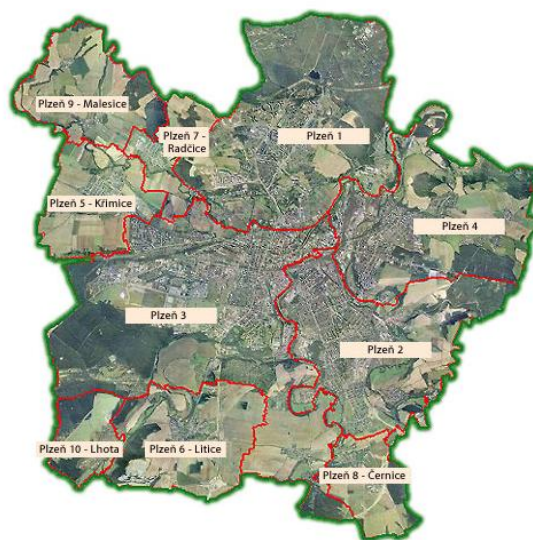 Plzeň 9 - Malesice
Plzeň 7 -
Radčice
Plzeň 1
Plzeň 5 - Křimice
Plzeň 4
Plzeň 3
Plzeň 2
Plzeň 10 - Lhota
Plzeň 6 - Litice
Plzeň 8 - Černice